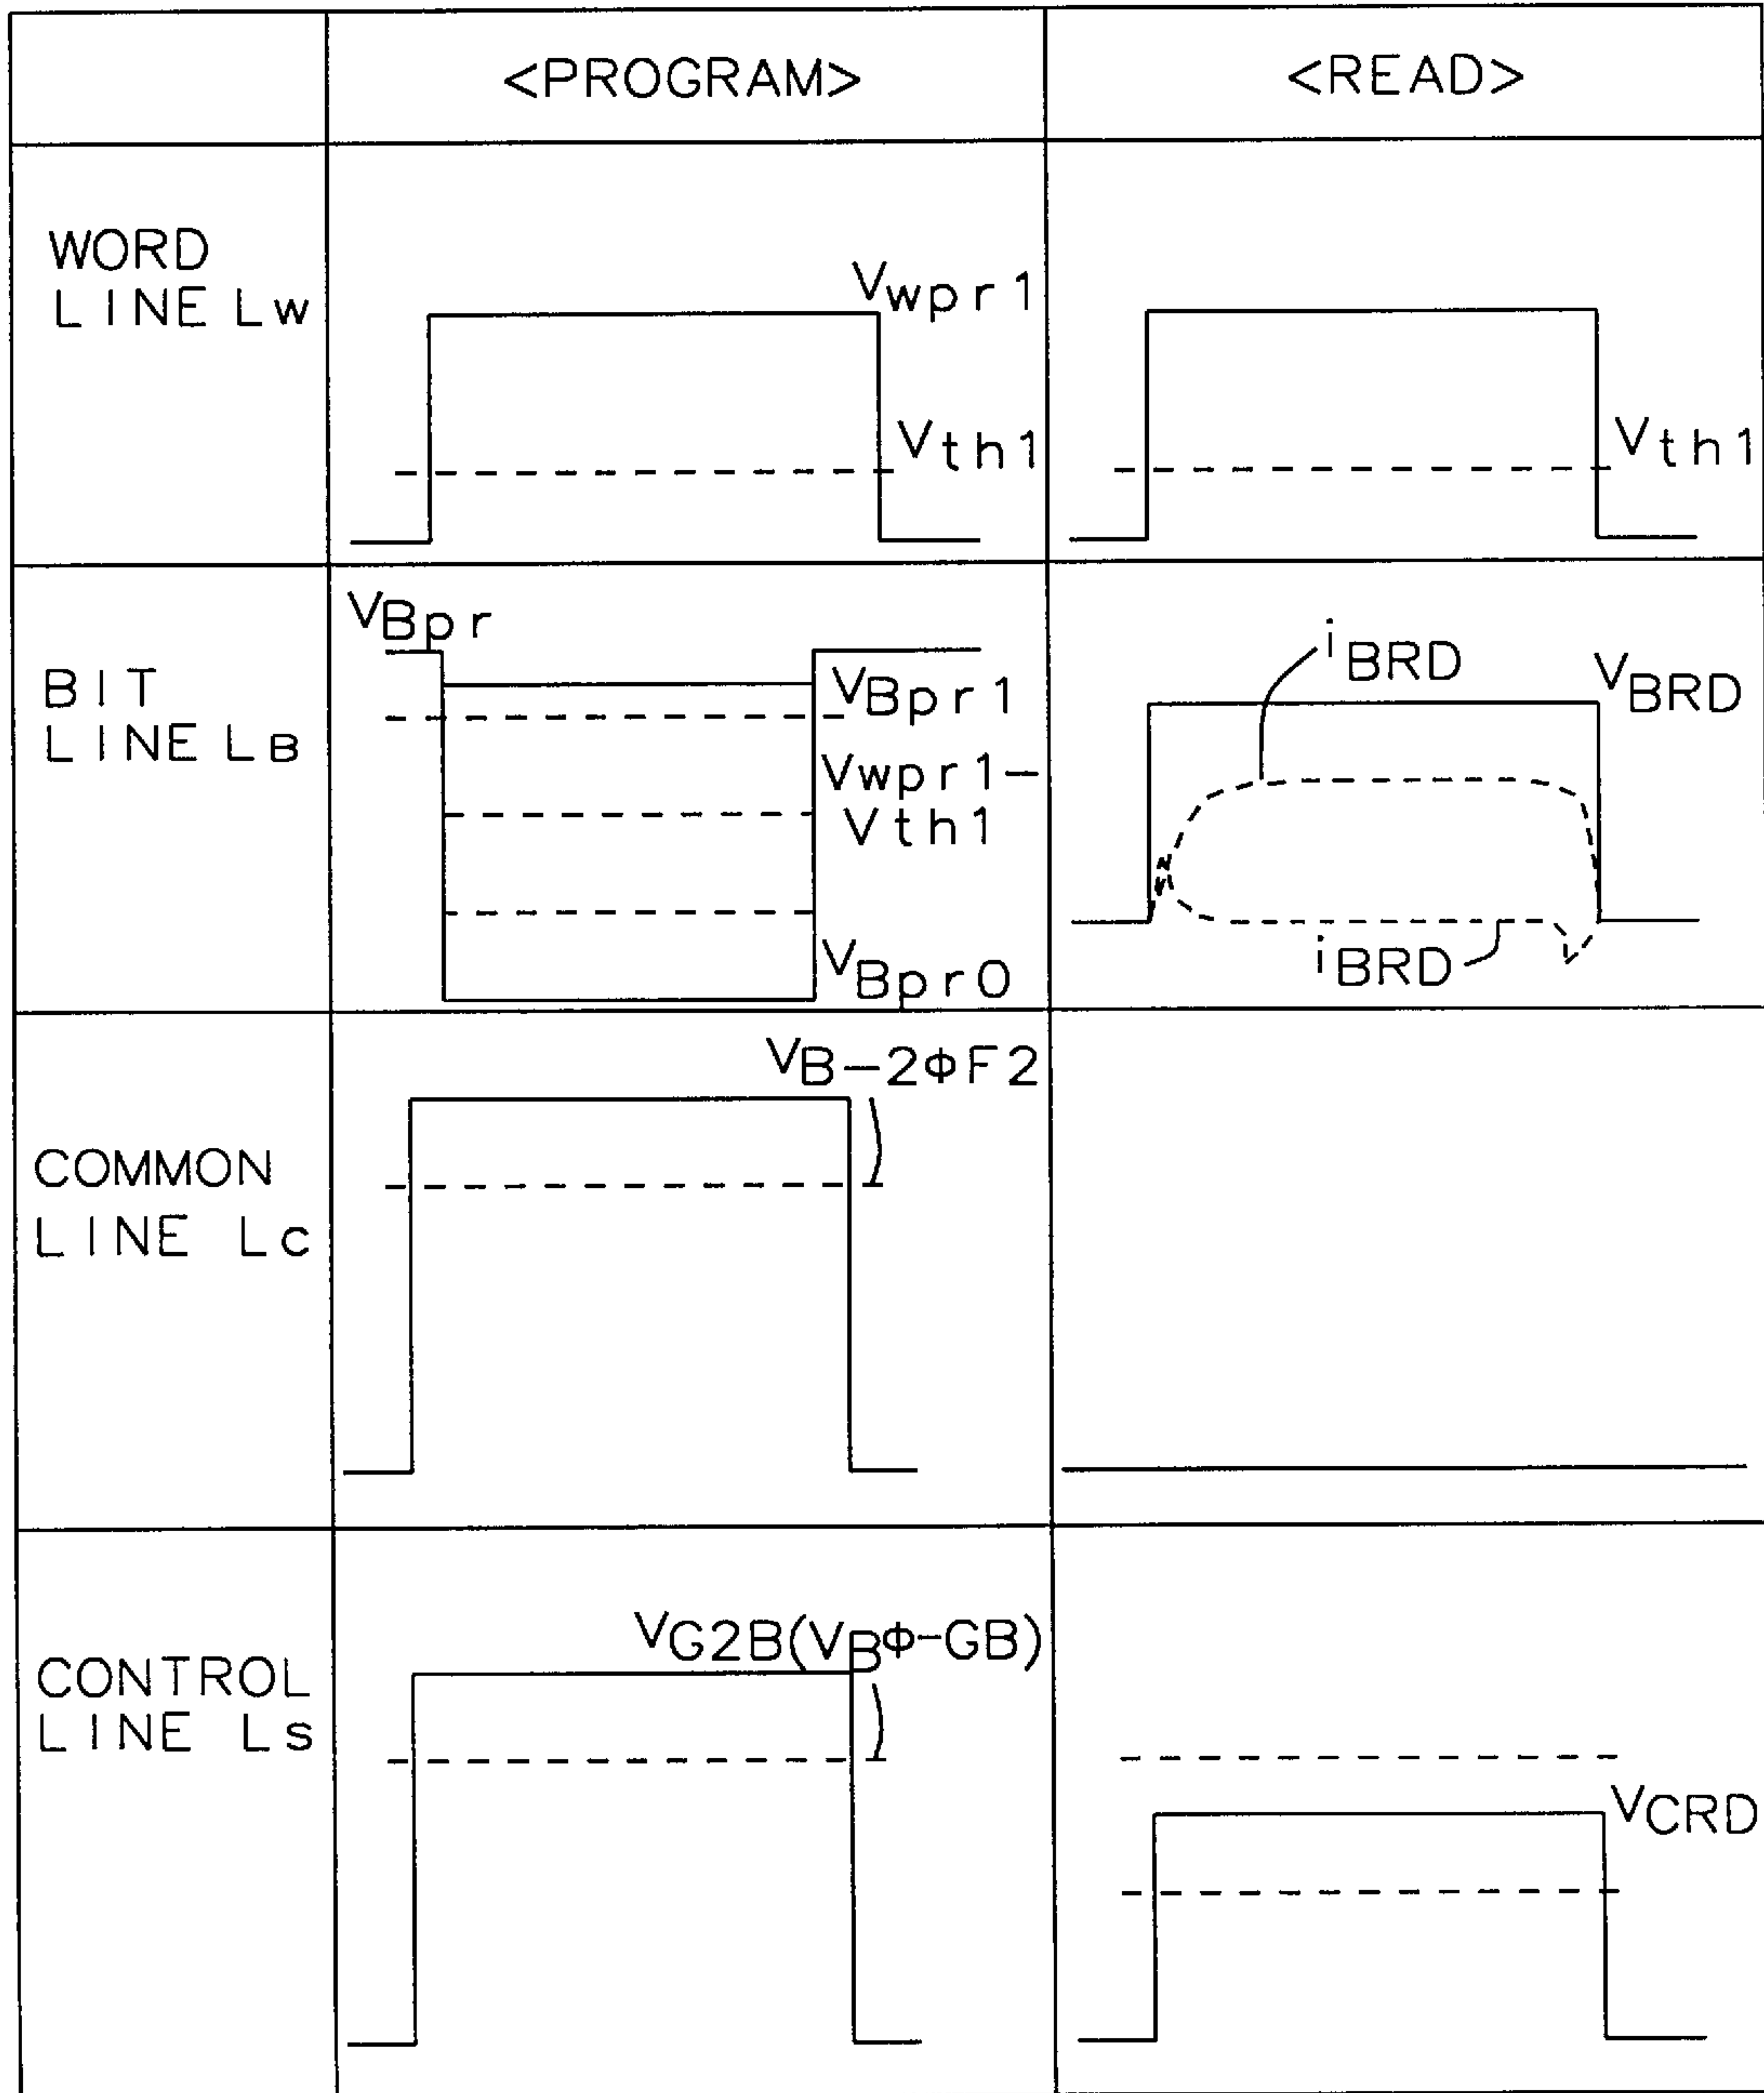 <PROGRAM>
<READ>
WORD
LINE Lw
Vwpr1
Vth1
Vth1
BIT
LINE LB
VBpr
VBpr1
Vwpr1-
Vth1
VBpr0
iBRD
VBRD
iBRD
COMMON
LINE Lc
VB-2φF2
CONTROL
LINE Ls
VG2B(VBφ-GB)
VCRD